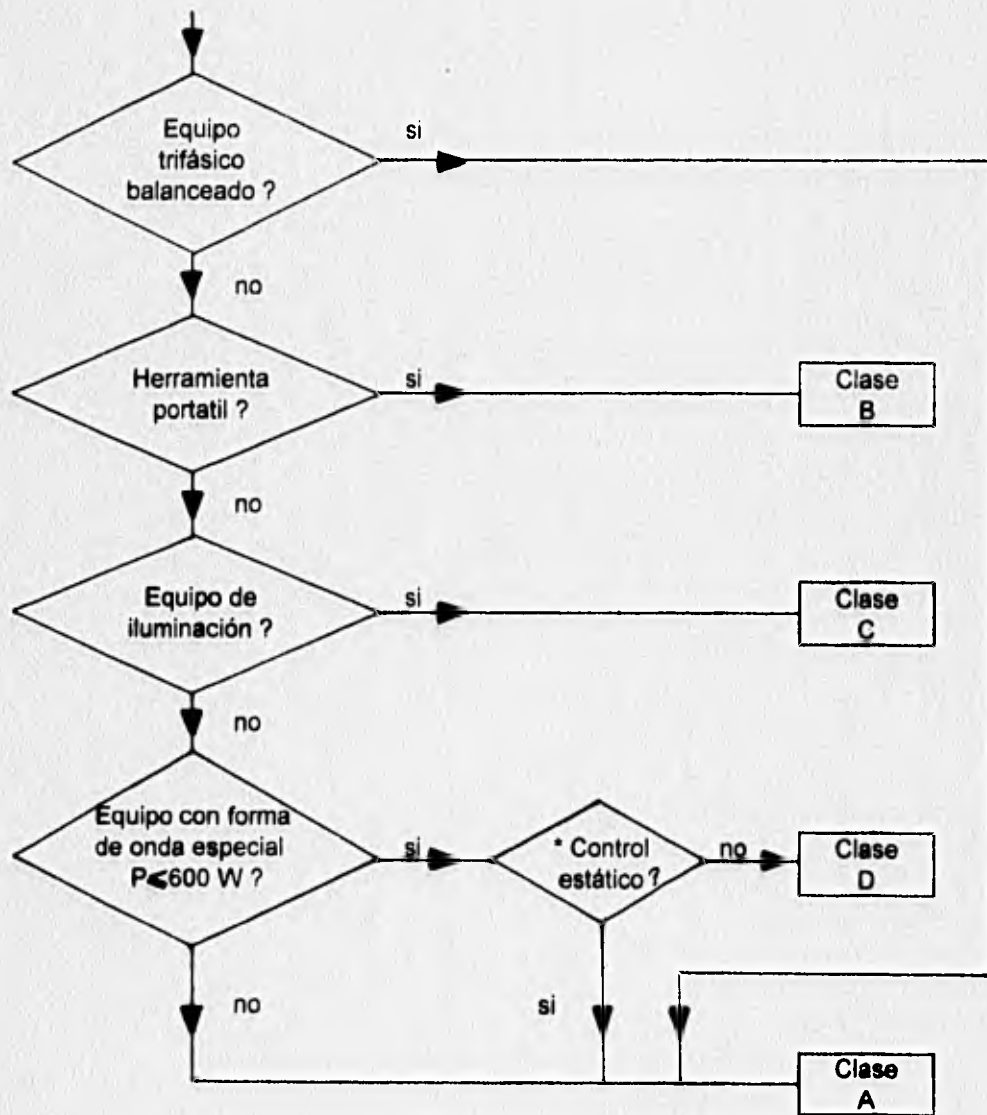 Equipo
trifásico
balanceado ?
si
no
Herramienta
portatil ?
si
Clase
B
no
Equipo de
iluminación ?
si
Clase
C
no
Equipo con forma
de onda especial
P⩽600 W ?
si
* Control
estático ?
no
Clase
D
no
si
Clase
A